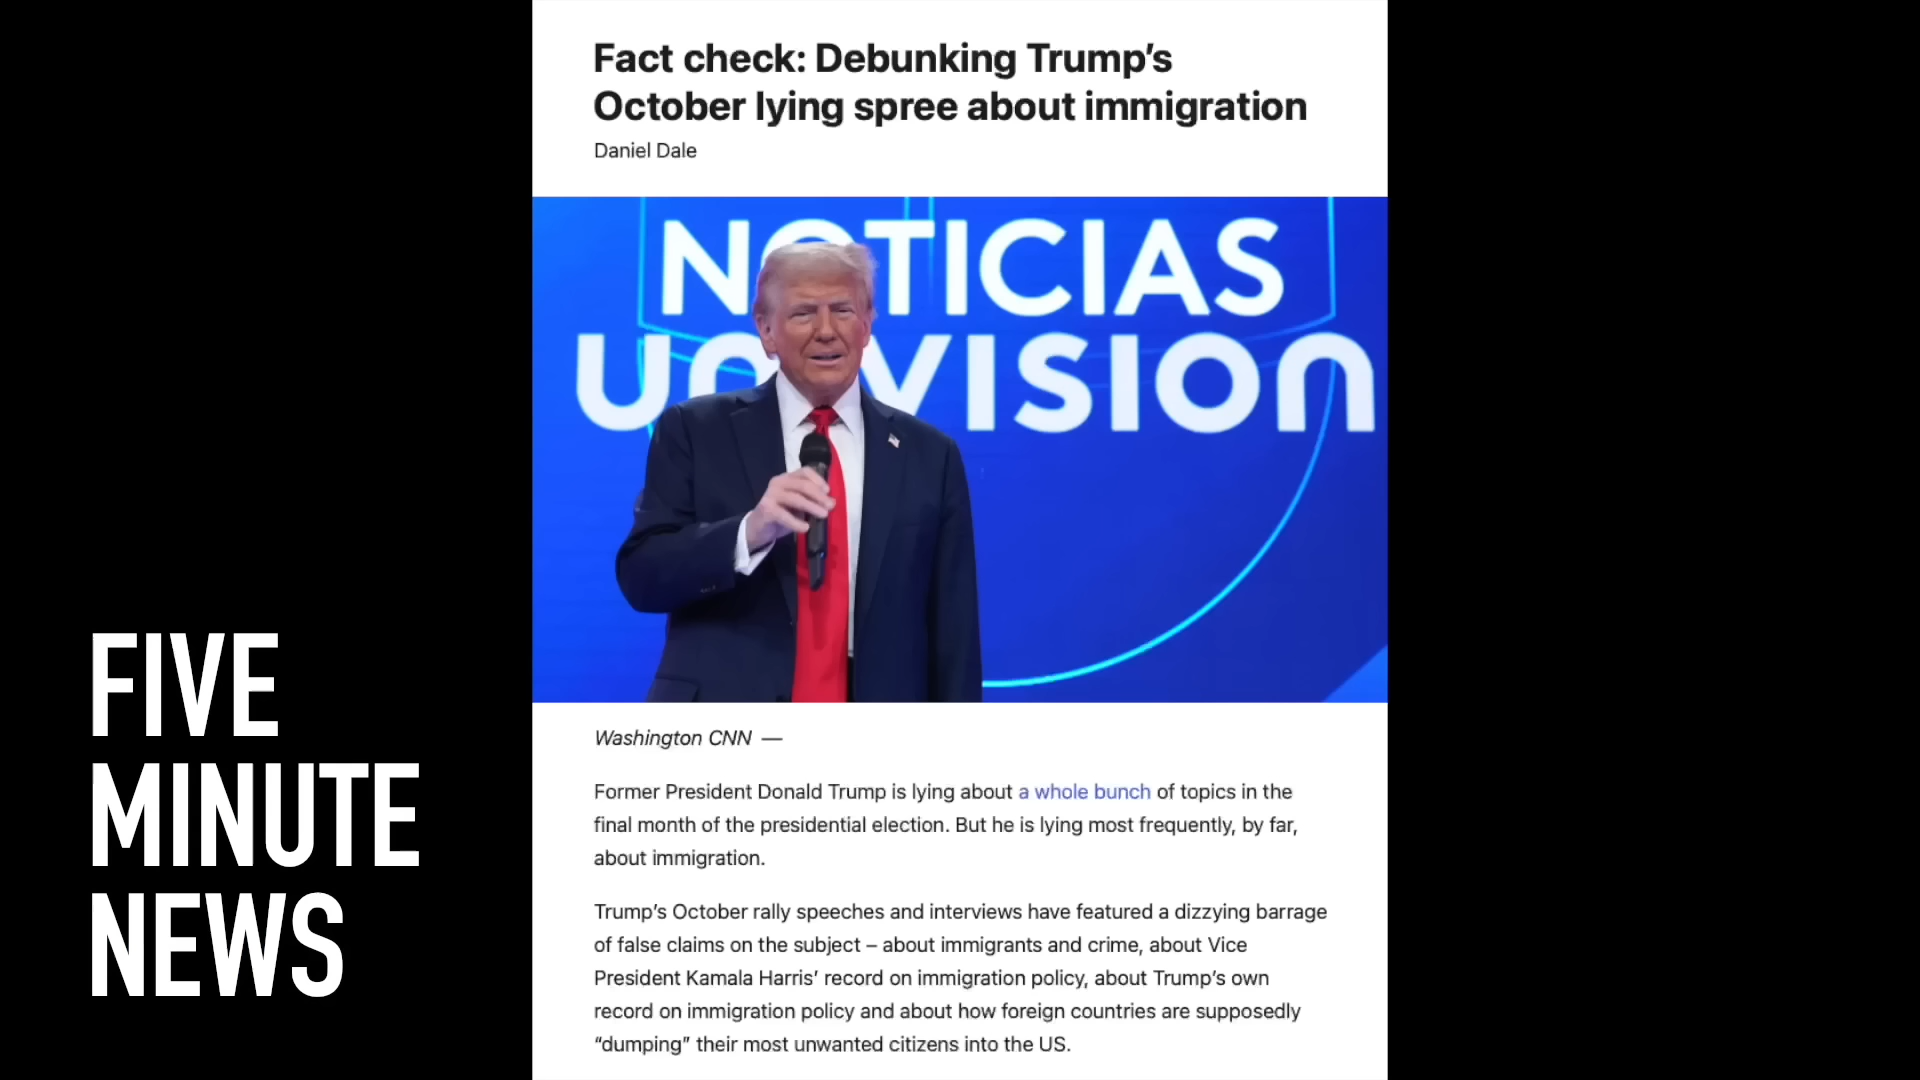 Fact check: Debunking Trump’s
October lying spree about immigration
Daniel Dale
NOTICIAS
UNIVISION
Washington CNN —
Former President Donald Trump is lying about a whole bunch of topics in the
final month of the presidential election. But he is lying most frequently, by far,
about immigration.
Trump’s October rally speeches and interviews have featured a dizzying barrage
of false claims on the subject – about immigrants and crime, about Vice
President Kamala Harris’ record on immigration policy, about Trump’s own
record on immigration policy and about how foreign countries are supposedly
“dumping” their most unwanted citizens into the US.
FIVE
MINUTE
NEWS